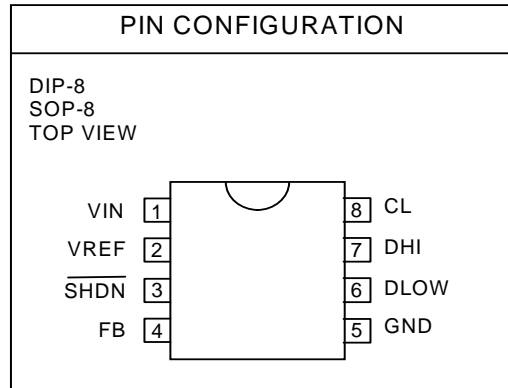 PIN CONFIGURATION
DIP-8
SOP-8
TOP VIEW
VIN 1 8 CL
VREF 2 7 DHI
SHDN 3 6 DLOW
FB 4 5 GND